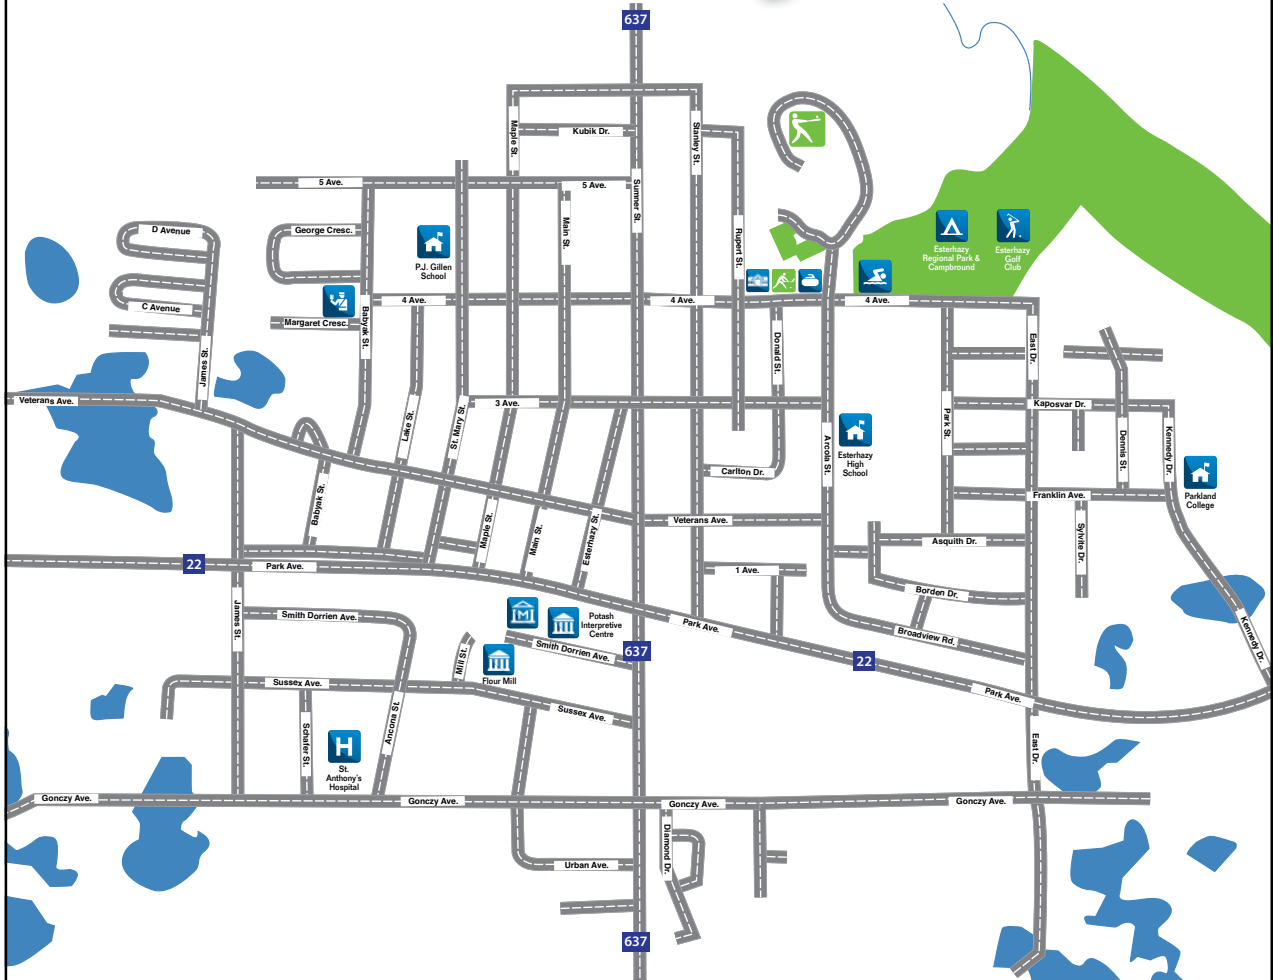 637
Maple St.
Kubik Dr.
Stanley St.
5 Ave.
5 Ave.
Sumner St.
Main St.
Rupert St.
D Avenue
George Cresc.
P.J. Gillen
School
Esterhazy
Regional Park &
Campbround
Esterhazy
Golf
Club
C Avenue
4 Ave.
4 Ave.
4 Ave.
Margaret Cresc.
Babyak St.
James St.
Donald St.
East Dr.
Veterans Ave.
3 Ave.
Kaposvar Dr.
Lake St.
St. Mary St.
Park St.
Arcola St.
Esterhazy
High
School
Dennis St.
Kennedy Dr.
Carlton Dr.
Parkland
College
Franklin Ave.
Babyak St.
Maple St.
Main St.
Esterhazy St.
Veterans Ave.
Sylvite Dr.
Asquith Dr.
22
Park Ave.
1 Ave.
Borden Dr.
James St.
Smith Dorrien Ave.
M
Potash
Interpretive
Centre
Park Ave.
Broadview Rd.
Kennedy Dr.
Smith Dorrien Ave.
637
Mill St.
22
Flour Mill
Sussex Ave.
Park Ave.
Sussex Ave.
Schafer St.
Ancona St.
H
St.
Anthony's
Hospital
East Dr.
Gonczy Ave.
Gonczy Ave.
Gonczy Ave.
Gonczy Ave.
Diamond Dr.
Urban Ave.
637